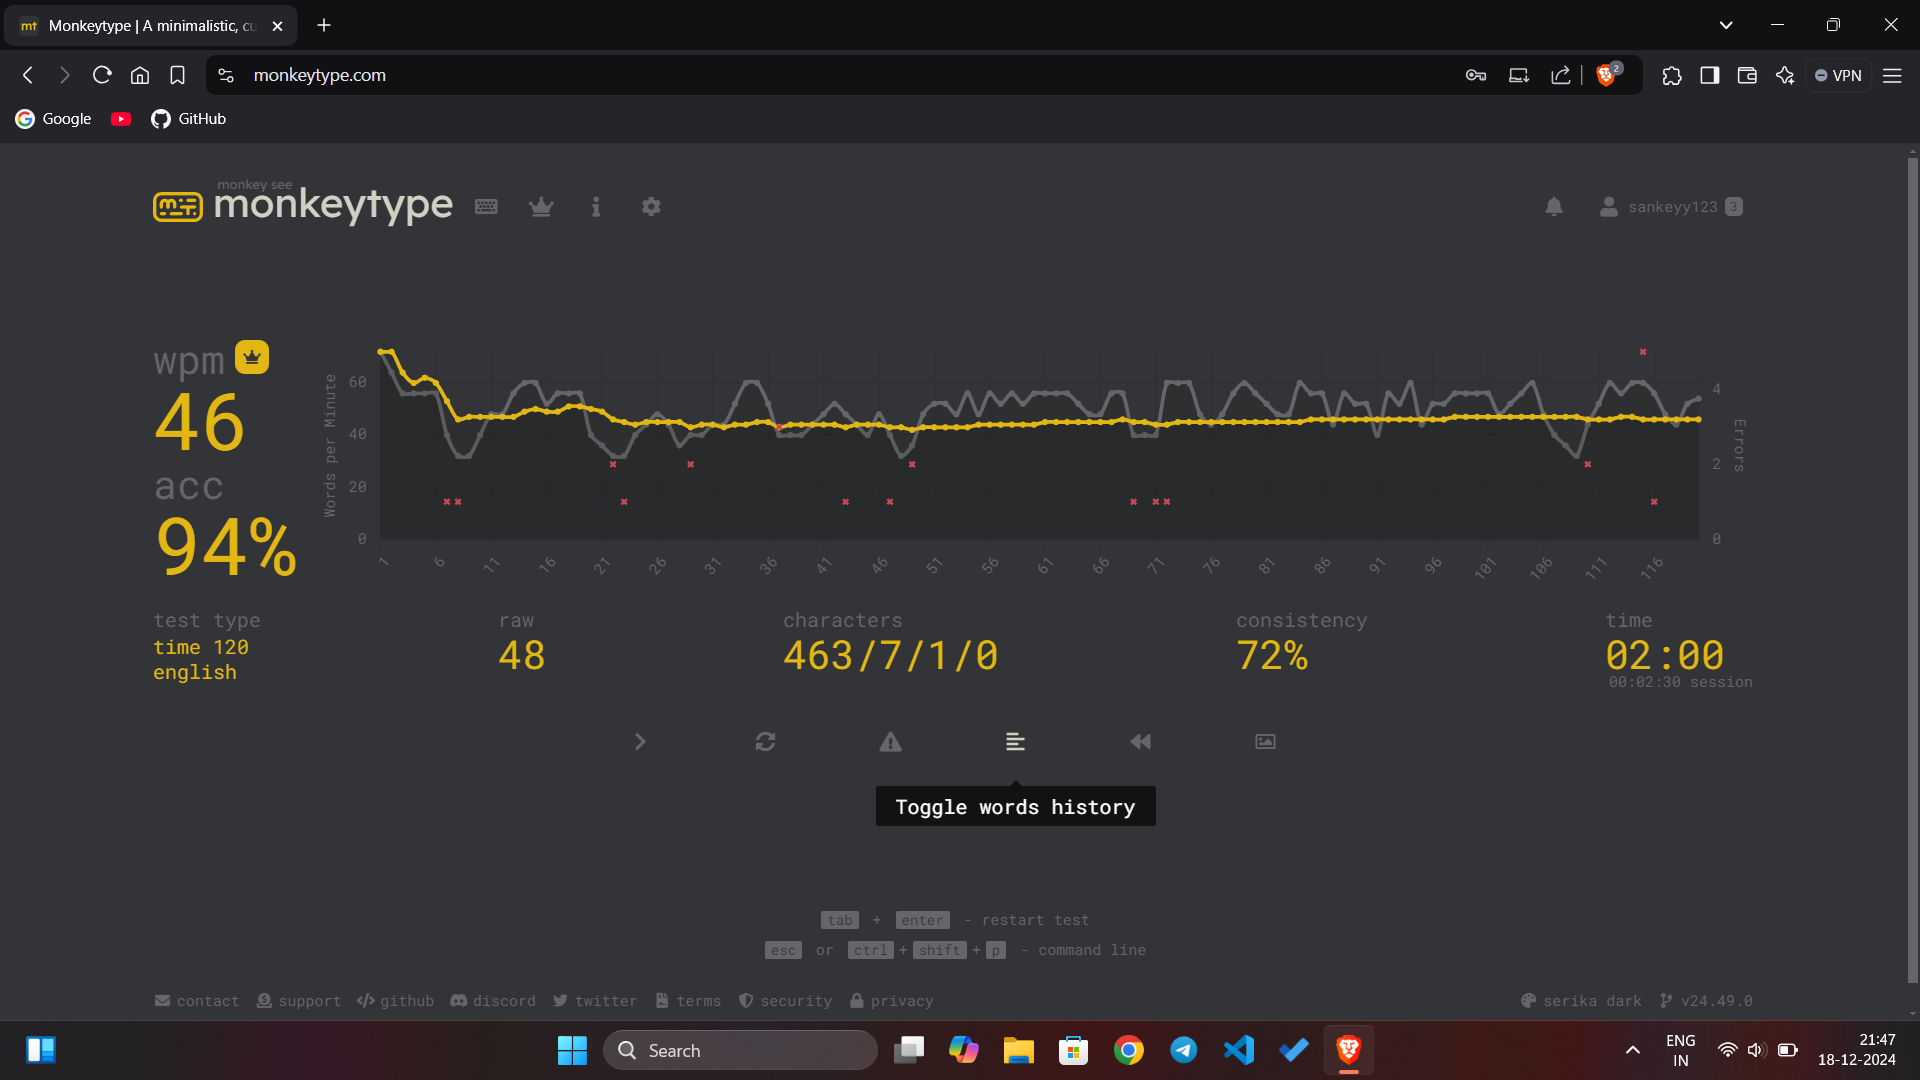 mt Monkeytype | A minimalistic, cu
monkeytype.com
2
VPN
Google
GitHub
monkey see
monkeytype
sankeyy123 3
wpm
46
acc
94%
Words per Minute
60
40
20
0
4
2
0
Errors
1 6 11 16 21 26 31 36 41 46 51 56 61 66 71 76 81 86 91 96 101 106 111 116
test type
time 120
english
raw
48
characters
463/7/1/0
consistency
72%
time
02:00
00:02:30 session
Toggle words history
tab + enter - restart test
esc or ctrl + shift + p - command line
contact support github discord twitter terms security privacy
serika dark v24.49.0
Search
ENG
IN
21:47
18-12-2024